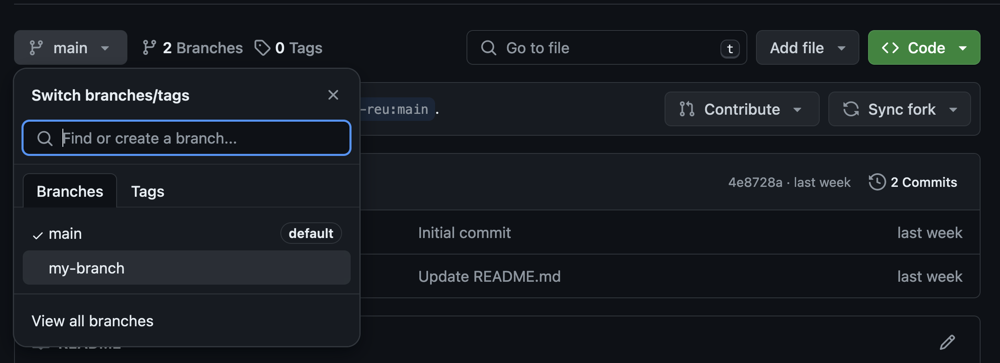 main
2 Branches
0 Tags
Go to file
t
Add file
Code
Switch branches/tags
-reu:main .
Contribute
Sync fork
Find or create a branch...
Branches
Tags
4e8728a · last week
2 Commits
main
default
Initial commit
last week
my-branch
Update README.md
last week
View all branches
README